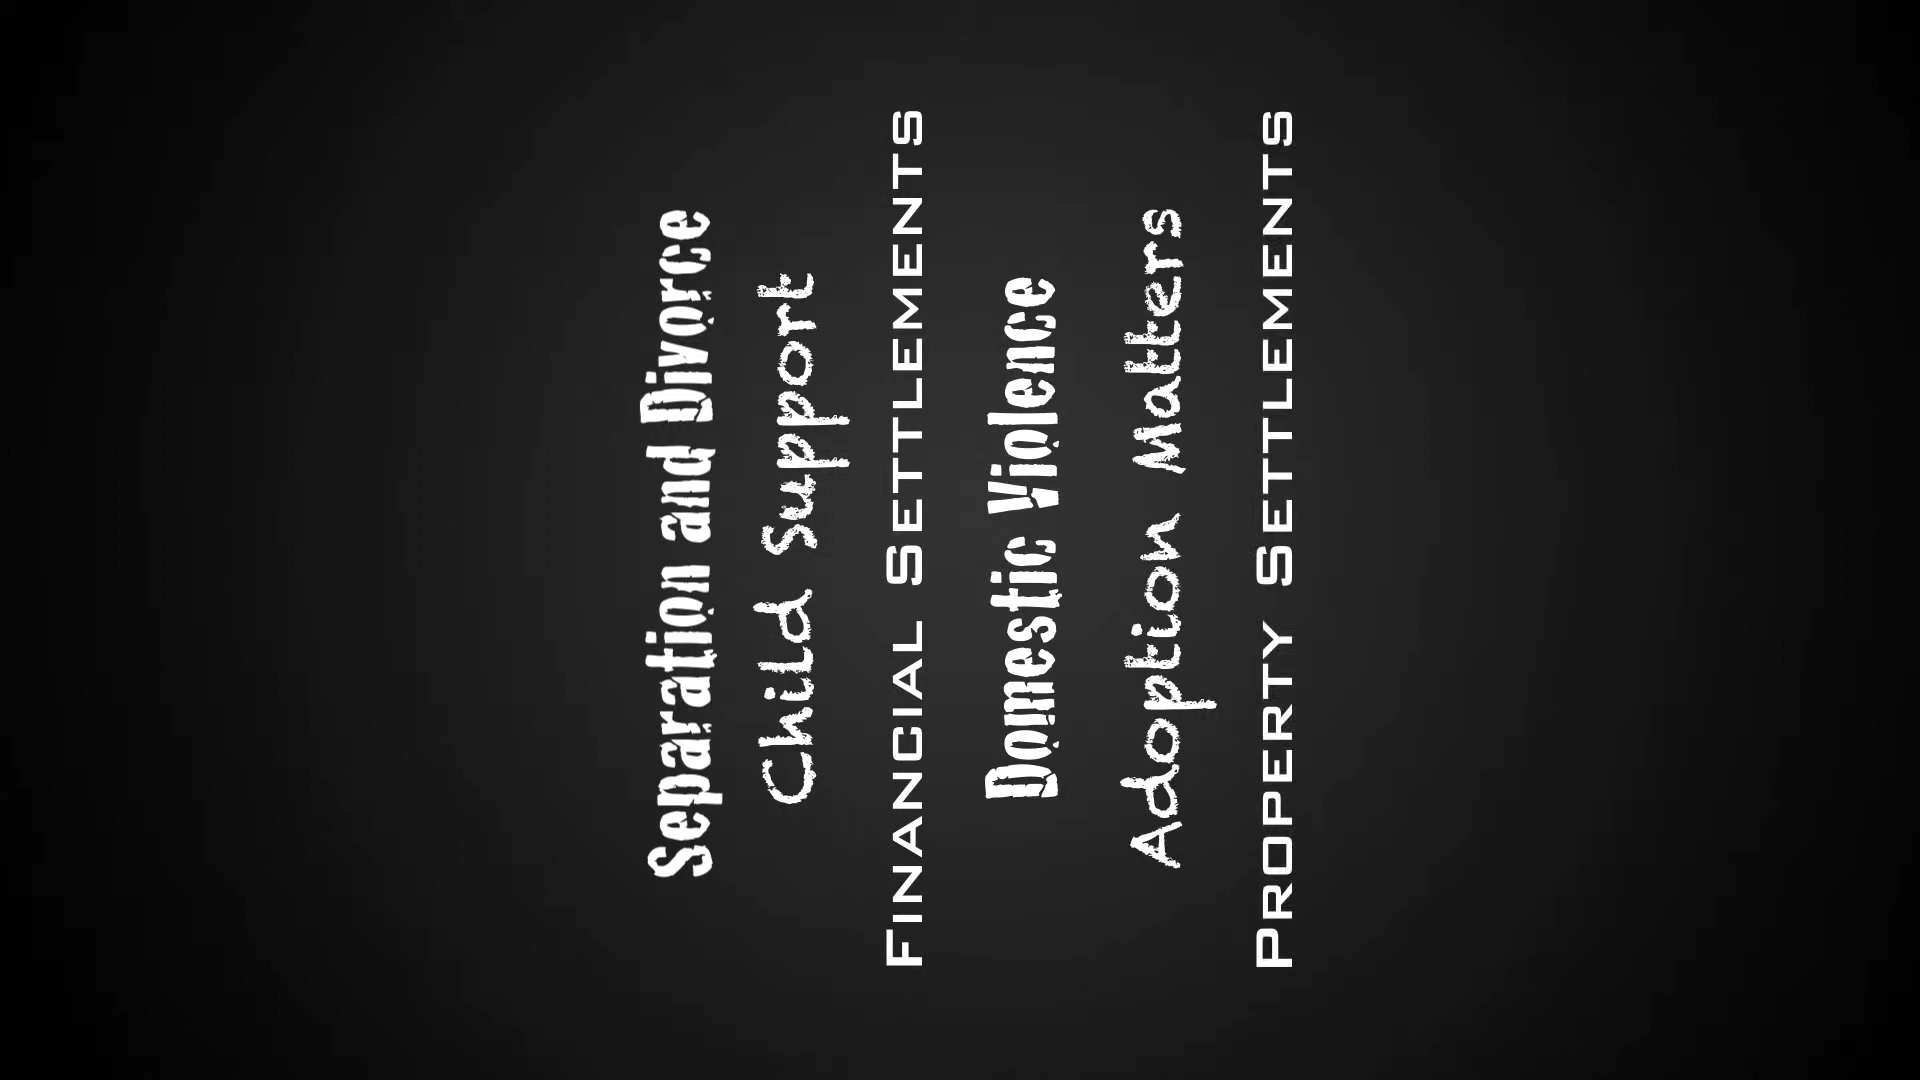 Separation and Divorce
Child Support
FINANCIAL SETTLEMENTS
Domestic Violence
Adoption Matters
PROPERTY SETTLEMENTS